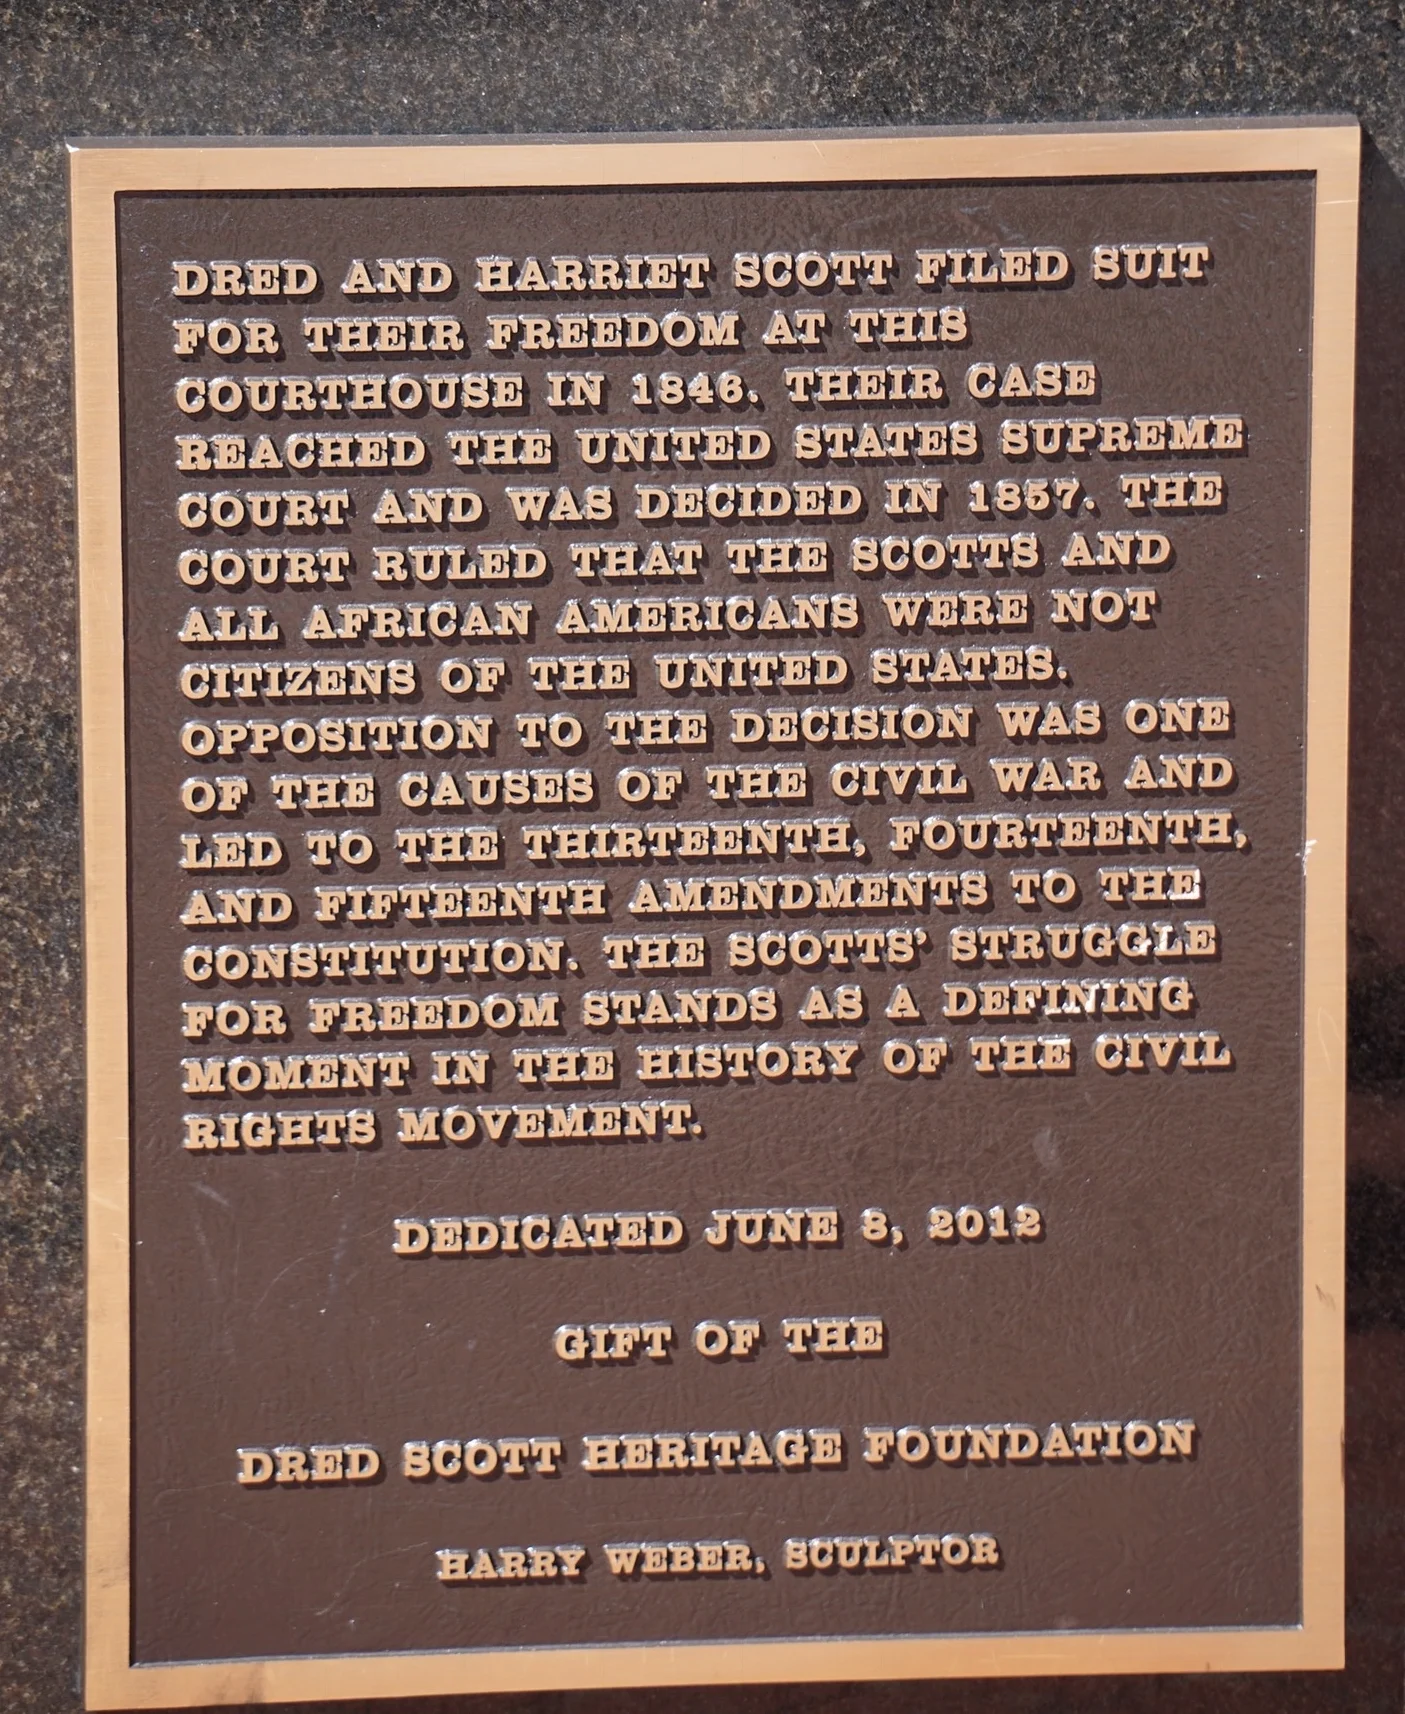 DRED AND HARRIET SCOTT FILED SUIT
FOR THEIR FREEDOM AT THIS
COURTHOUSE IN 1846. THEIR CASE
REACHED THE UNITED STATES SUPREME
COURT AND WAS DECIDED IN 1857. THE
COURT RULED THAT THE SCOTTS AND
ALL AFRICAN AMERICANS WERE NOT
CITIZENS OF THE UNITED STATES.
OPPOSITION TO THE DECISION WAS ONE
OF THE CAUSES OF THE CIVIL WAR AND
LED TO THE THIRTEENTH, FOURTEENTH,
AND FIFTEENTH AMENDMENTS TO THE
CONSTITUTION. THE SCOTTS' STRUGGLE
FOR FREEDOM STANDS AS A DEFINING
MOMENT IN THE HISTORY OF THE CIVIL
RIGHTS MOVEMENT.
DEDICATED JUNE 8, 2012
GIFT OF THE
DRED SCOTT HERITAGE FOUNDATION
HARRY WEBER, SCULPTOR